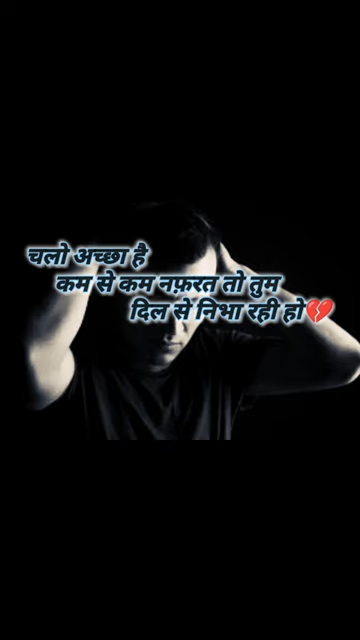 चलो अच्छा है
कम से कम नफ़रत तो तुम
दिल से निभा रही हो💔